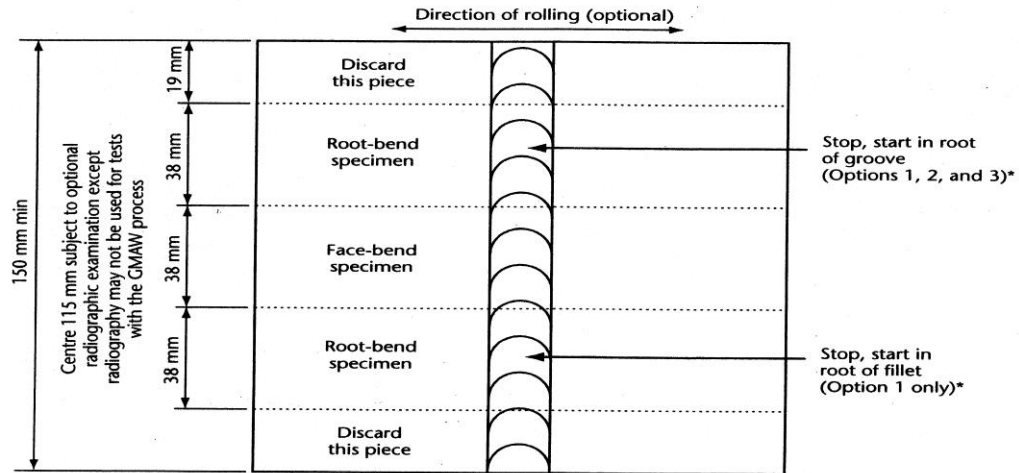 Direction of rolling (optional)
150 mm min
Centre 115 mm subject to optional
radiographic examination except
radiography may not be used for tests
with the GMAW process
19 mm
38 mm
38 mm
38 mm
Discard
this piece
Root-bend
specimen
Face-bend
specimen
Root-bend
specimen
Discard
this piece
Stop, start in root
of groove
(Options 1, 2, and 3)*
Stop, start in
root of fillet
(Option 1 only)*